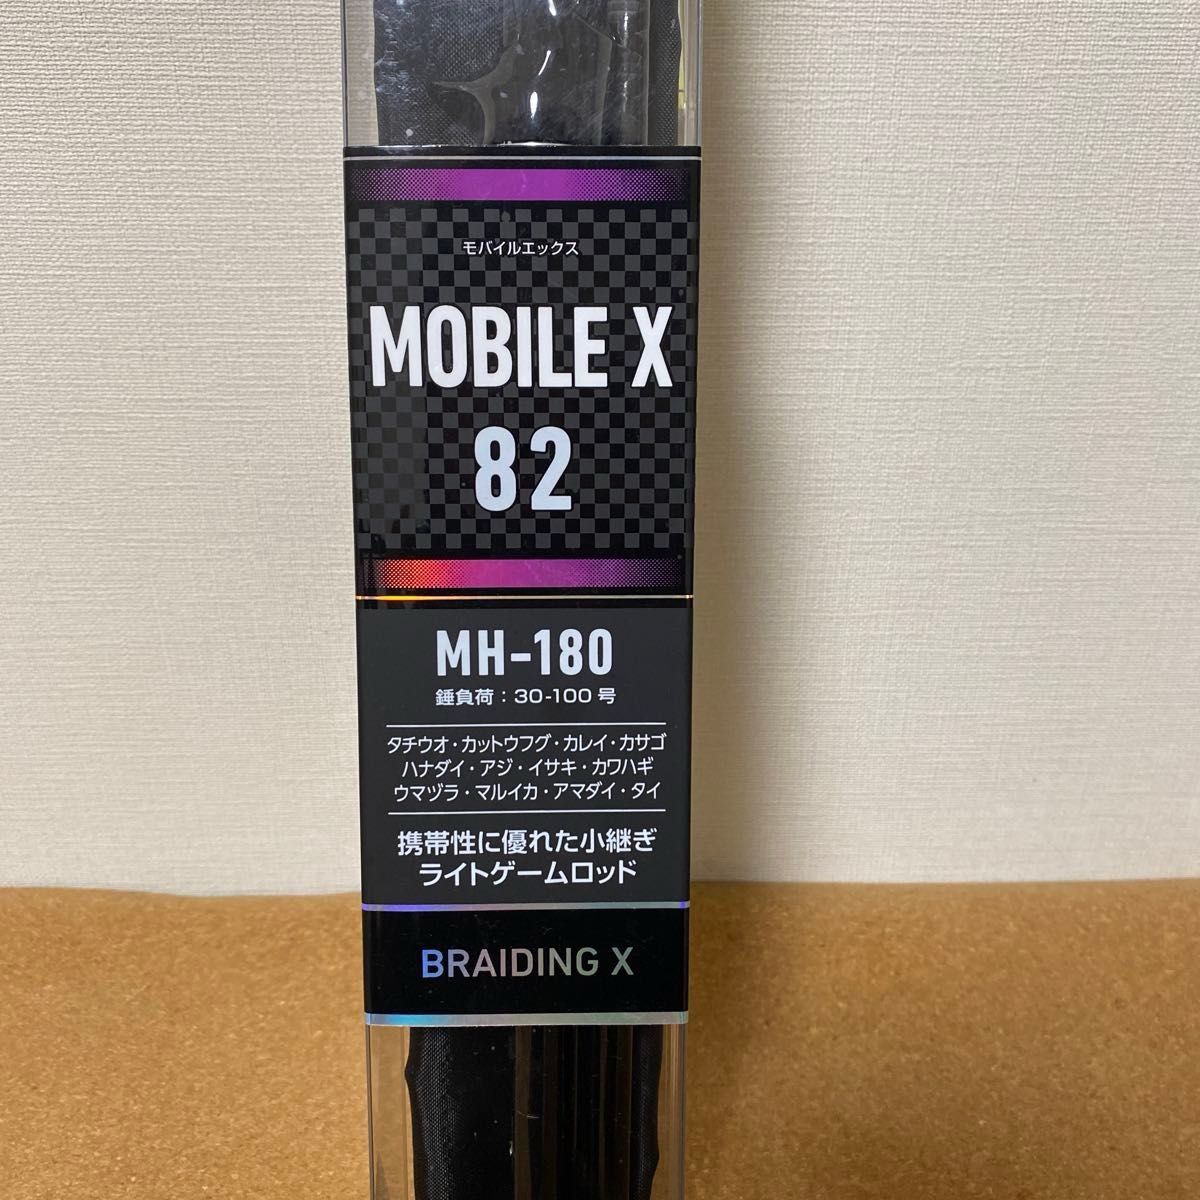 モバイルエックス
MOBILE X
82
MH-180
錘負荷：30-100号
タチウオ・カットウフグ・カレイ・カサゴ
ハナダイ・アジ・イサキ・カワハギ
ウマヅラ・マルイカ・アマダイ・タイ
携帯性に優れた小継ぎ
ライトゲームロッド
BRAIDING X